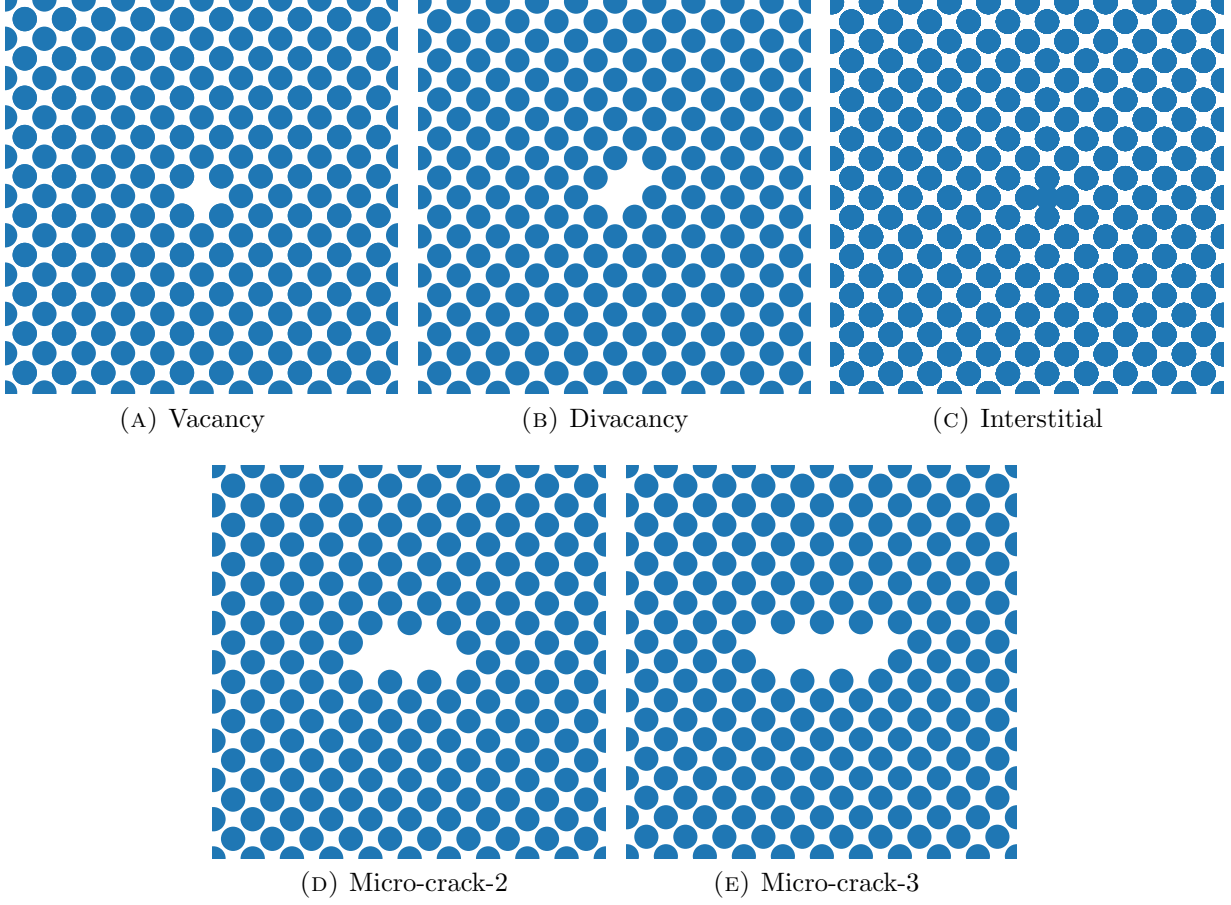 (A) Vacancy
(B) Divacancy
(C) Interstitial
(D) Micro-crack-2
(E) Micro-crack-3